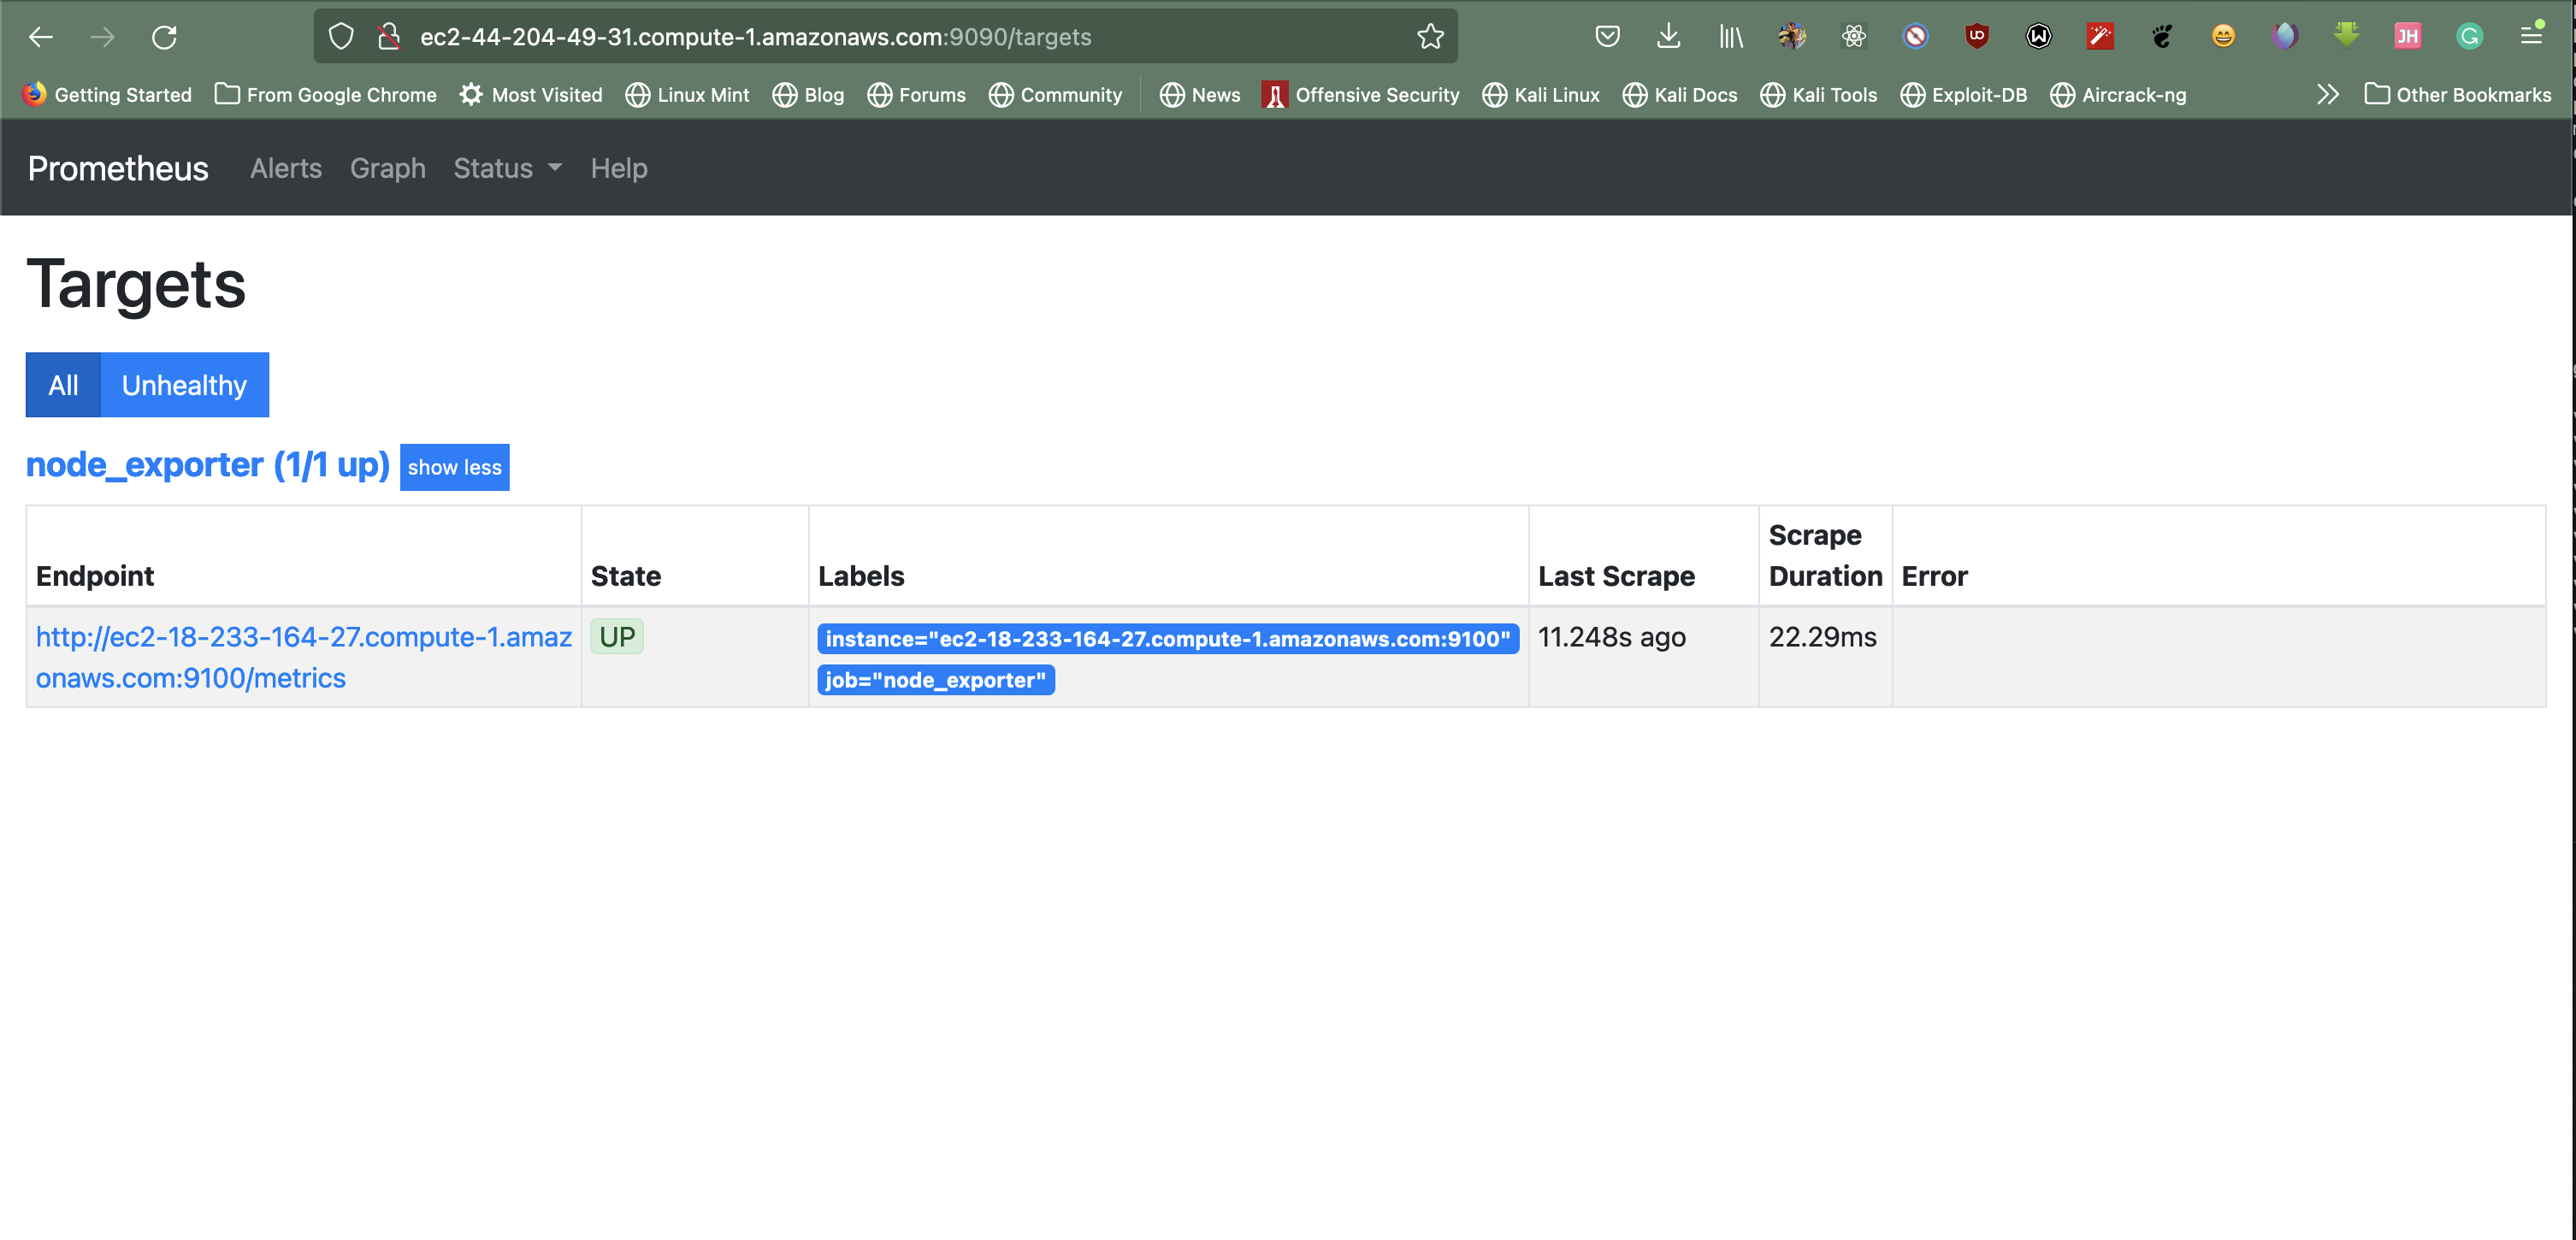 ec2-44-204-49-31.compute-1.amazonaws.com:9090/targets
Getting Started From Google Chrome Most Visited Linux Mint Blog Forums Community News Offensive Security Kali Linux Kali Docs Kali Tools Exploit-DB Aircrack-ng Other Bookmarks
Prometheus Alerts Graph Status Help
Targets
All Unhealthy
node_exporter (1/1 up) show less
Endpoint State Labels Last Scrape Scrape Duration Error
http://ec2-18-233-164-27.compute-1.amaz
onaws.com:9100/metrics
UP
instance="ec2-18-233-164-27.compute-1.amazonaws.com:9100"
job="node_exporter"
11.248s ago
22.29ms